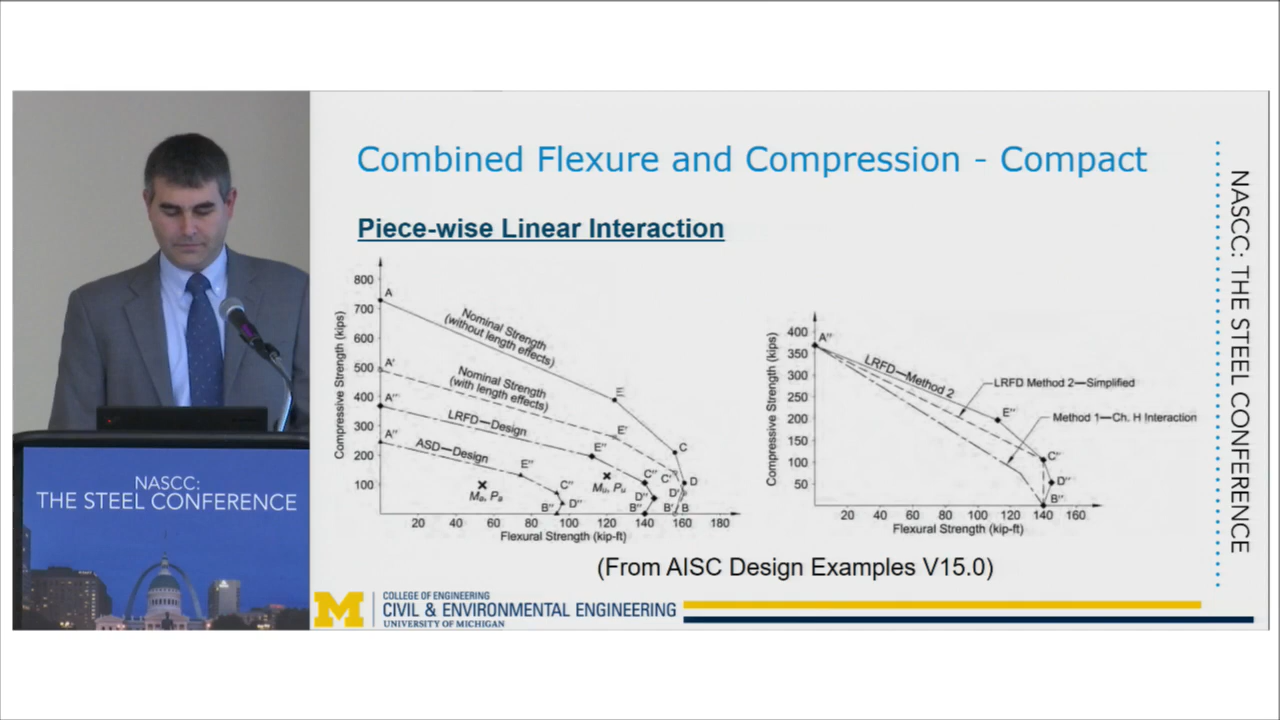 Combined Flexure and Compression - Compact
Piece-wise Linear Interaction
Compressive Strength (kips)
800
700
600
500
400
300
200
100
20
40
60
80
100
120
140
160
180
Flexural Strength (kip-ft)
A
Nominal Strength
(without length effects)
E
C
D
B
A'
Nominal Strength
(with length effects)
E'
C'
D'
B'
A"
LRFD—Design
E"
C"
D"
B"
A"
ASD—Design
E"
C"
D"
B"
Ma, Pa
Mu, Pu
Compressive Strength (kips)
400
350
300
250
200
150
100
50
20
40
60
80
100
120
140
160
Flexural Strength (kip-ft)
A"
LRFD—Method 2
LRFD Method 2—Simplified
E"
Method 1—Ch. H Interaction
C"
D"
B"
(From AISC Design Examples V15.0)
M
COLLEGE OF ENGINEERING
CIVIL & ENVIRONMENTAL ENGINEERING
UNIVERSITY OF MICHIGAN
NASCC: THE STEEL CONFERENCE
NASCC:
THE STEEL CONFERENCE